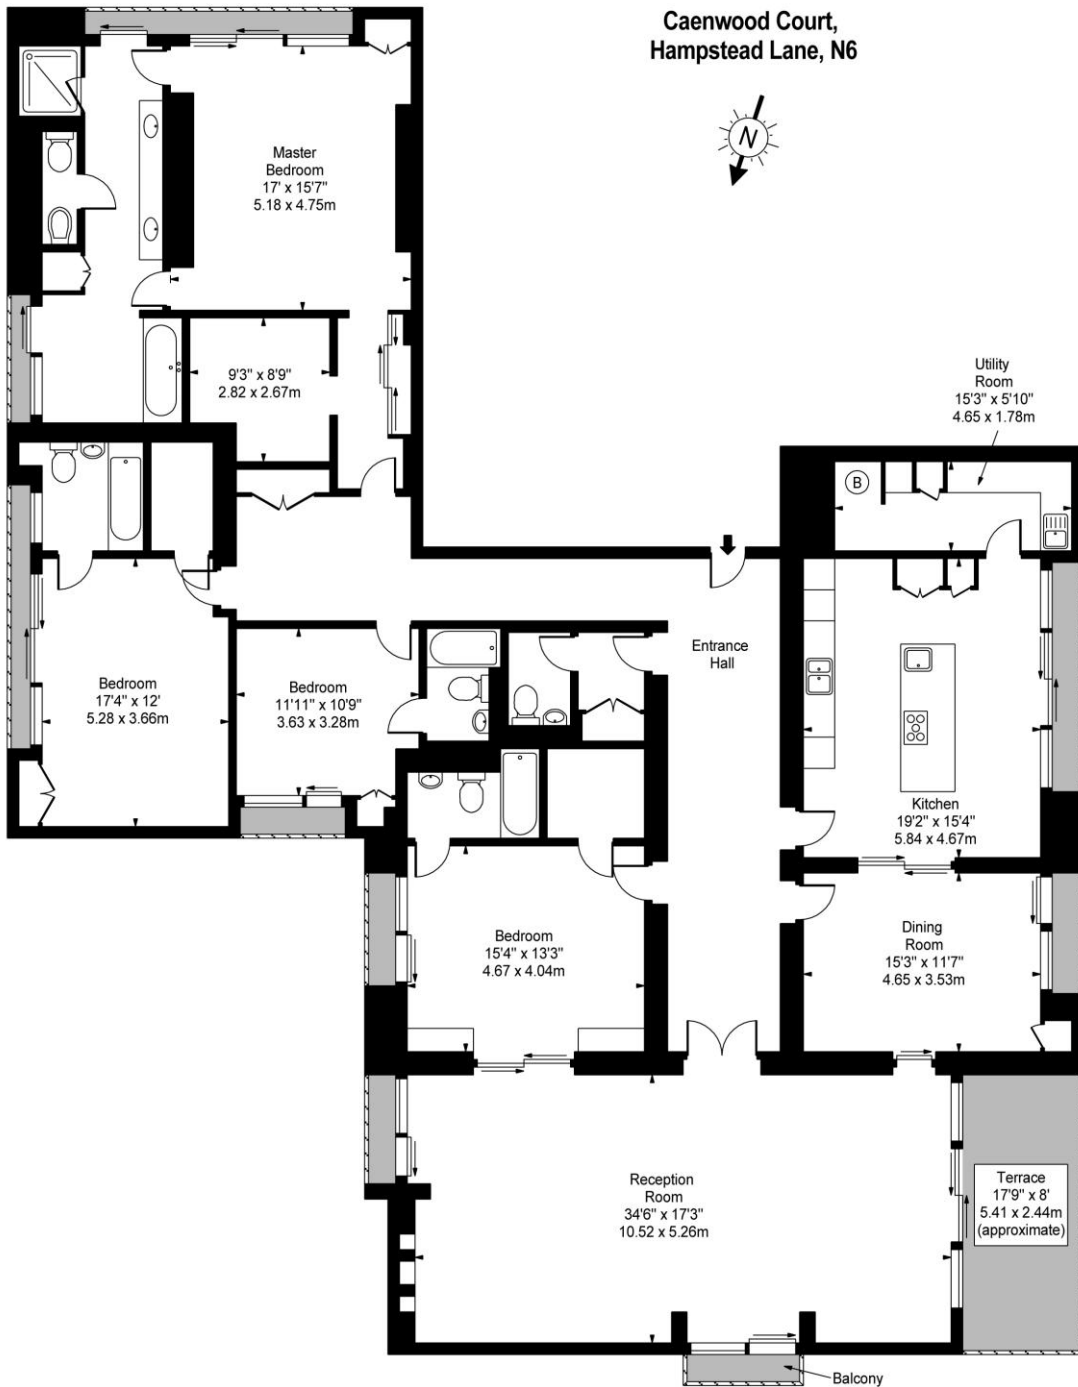 Caenwood Court,
Hampstead Lane, N6
N
Master
Bedroom
17' x 15'7"
5.18 x 4.75m
9'3" x 8'9"
2.82 x 2.67m
Utility
Room
15'3" x 5'10"
4.65 x 1.78m
B
Entrance
Hall
Bedroom
17'4" x 12'
5.28 x 3.66m
Bedroom
11'11" x 10'9"
3.63 x 3.28m
Kitchen
19'2" x 15'4"
5.84 x 4.67m
Bedroom
15'4" x 13'3"
4.67 x 4.04m
Dining
Room
15'3" x 11'7"
4.65 x 3.53m
Reception
Room
34'6" x 17'3"
10.52 x 5.26m
Terrace
17'9" x 8'
5.41 x 2.44m
(approximate)
Balcony